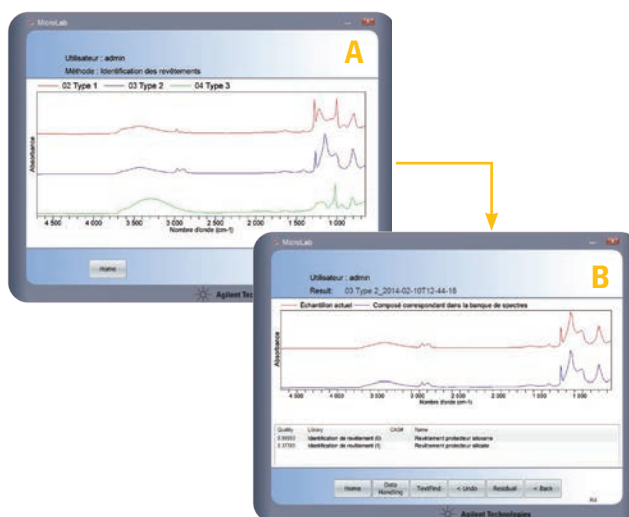 MicroLab
A
Utilisateur : admin
Méthode : Identification des revêtements
02 Type 1 03 Type 2 04 Type 3
Absorbance
4 500 4 000 3 500 3 000 2 500 2 000 1 500 1 000
Nombre d'onde (cm-1)
Home
Agilent Techno
MicroLab
B
Utilisateur : admin
Result: 03 Type 2_2014-02-10T12-44-16
Échantillon actuel Composé correspondant dans la banque de spectres
Absorbance
4 500 4 000 3 000 2 500 2 000 1 500 1 000
Nombre d'onde (cm-1)
Quality Library CAS# Name
Identification de revêtement (0) Revêtement protecteur siloxane
Identification de revêtement (1) Revêtement protecteur silicate
Home Data Handling TextFind < Undo Residual < Back
Agilent Technologies